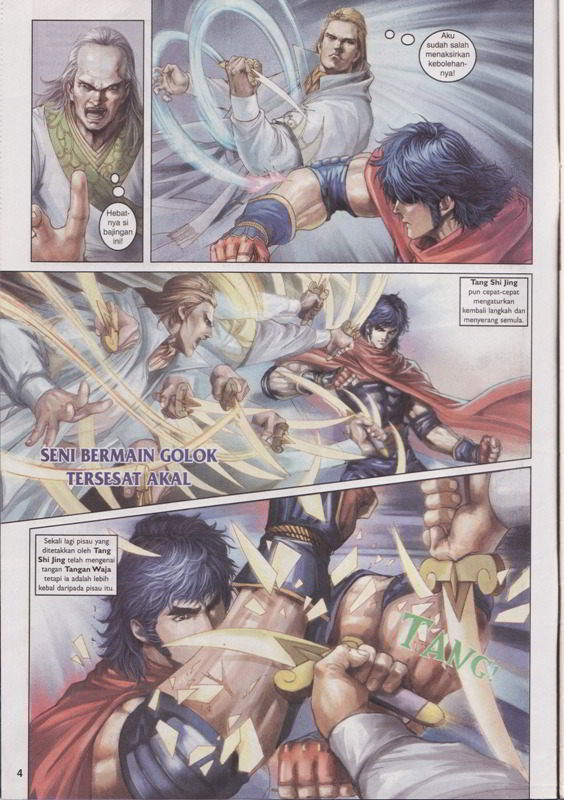 Hebat-
nya si
bajingan
ini!
Aku
sudah salah
menaksirkan
kebolehan-
nya!
Tang Shi Jing
pun cepat-cepat
mengaturkan
kembali langkah dan
menyerang semula.
SENI BERMAIN GOLOK
TERSESAT AKAL
Sekali lagi pisau yang
ditetakkan oleh Tang
Shi Jing telah mengenai
tangan Tangan Waja
tetapi ia adalah lebih
kebal daripada pisau itu.
TANG!
4